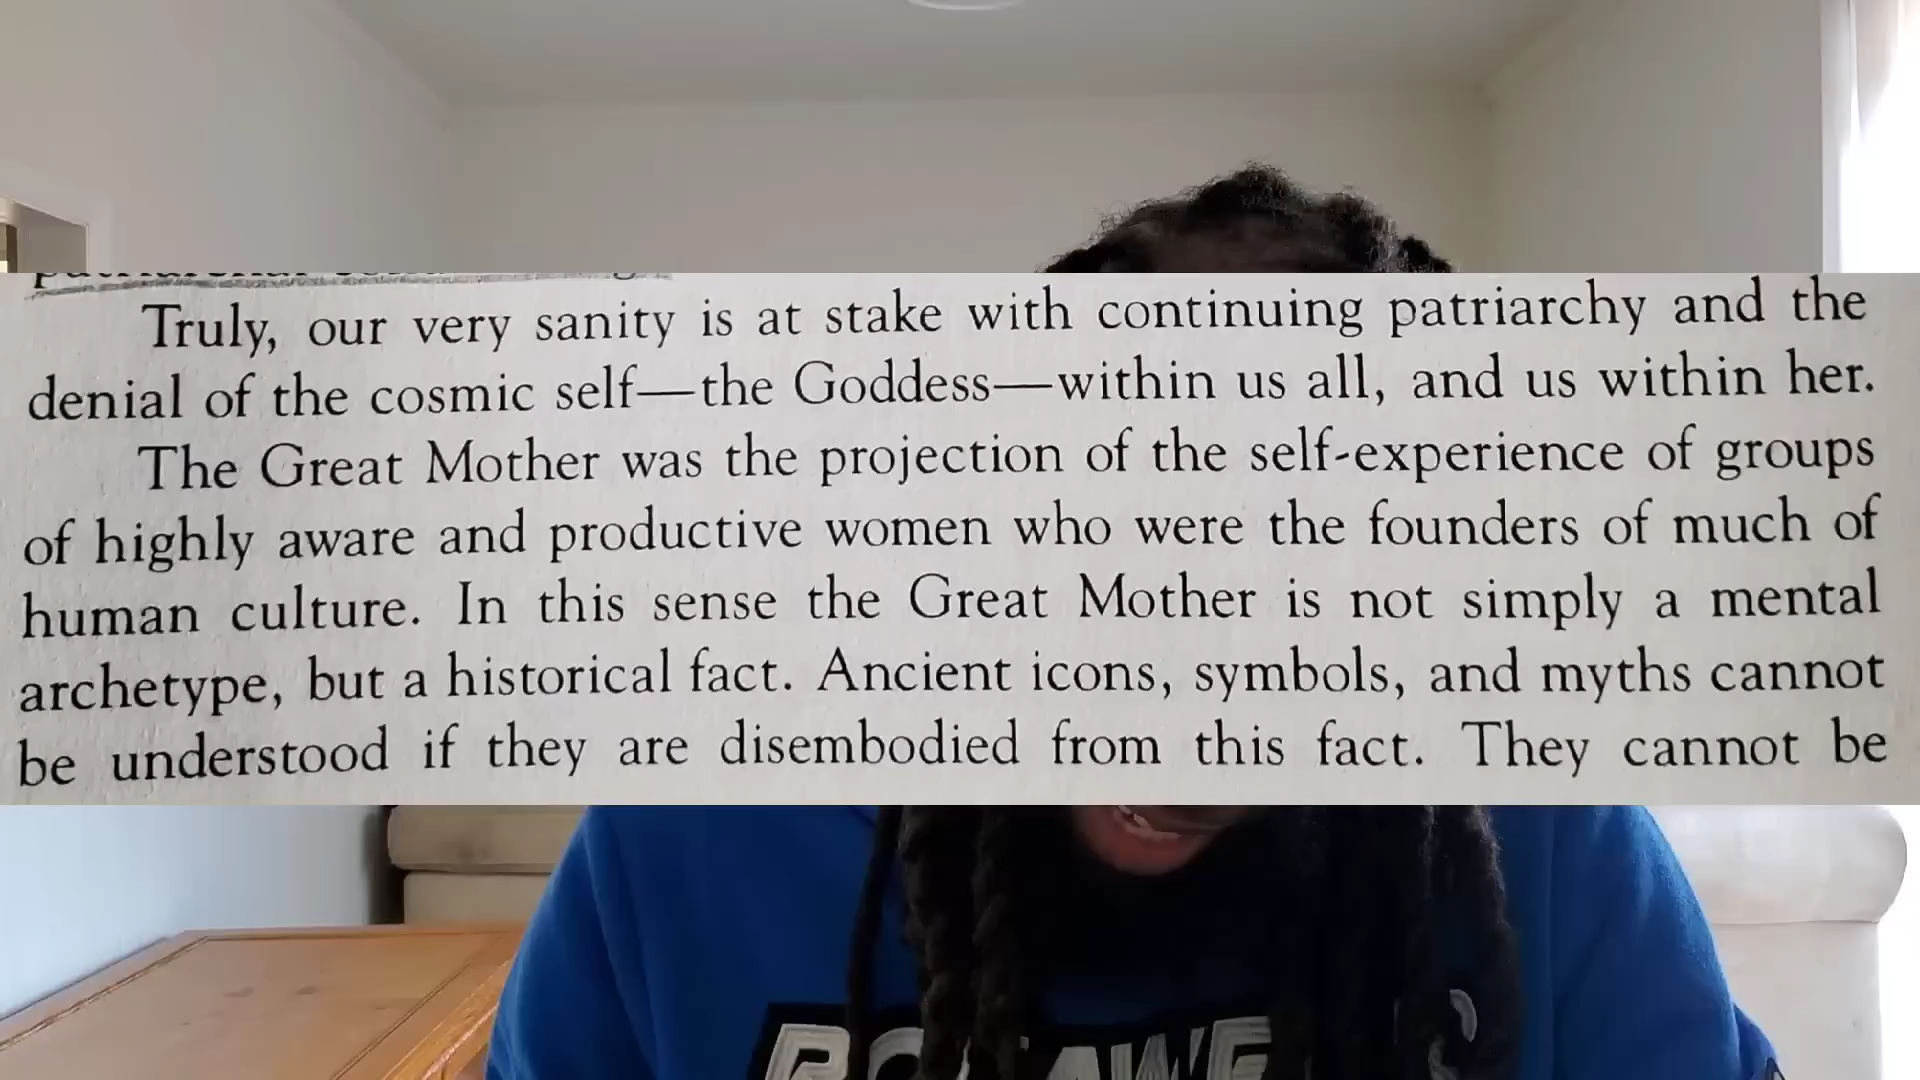 Truly, our very sanity is at stake with continuing patriarchy and the
denial of the cosmic self—the Goddess—within us all, and us within her.
The Great Mother was the projection of the self-experience of groups
of highly aware and productive women who were the founders of much of
human culture. In this sense the Great Mother is not simply a mental
archetype, but a historical fact. Ancient icons, symbols, and myths cannot
be understood if they are disembodied from this fact. They cannot be